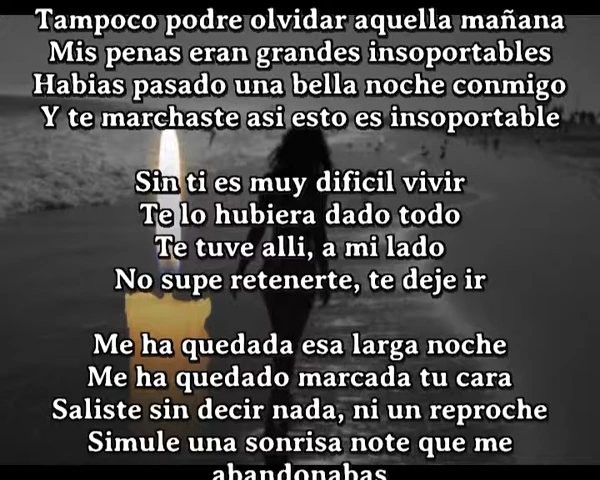 Tampoco podre olvidar aquella mañana
Mis penas eran grandes insoportables
Habias pasado una bella noche conmigo
Y te marchaste asi esto es insoportable
Sin ti es muy dificil vivir
Te lo hubiera dado todo
Te tuve alli, a mi lado
No supe retenerte, te deje ir
Me ha quedada esa larga noche
Me ha quedado marcada tu cara
Saliste sin decir nada, ni un reproche
Simule una sonrisa note que me
abandonabas